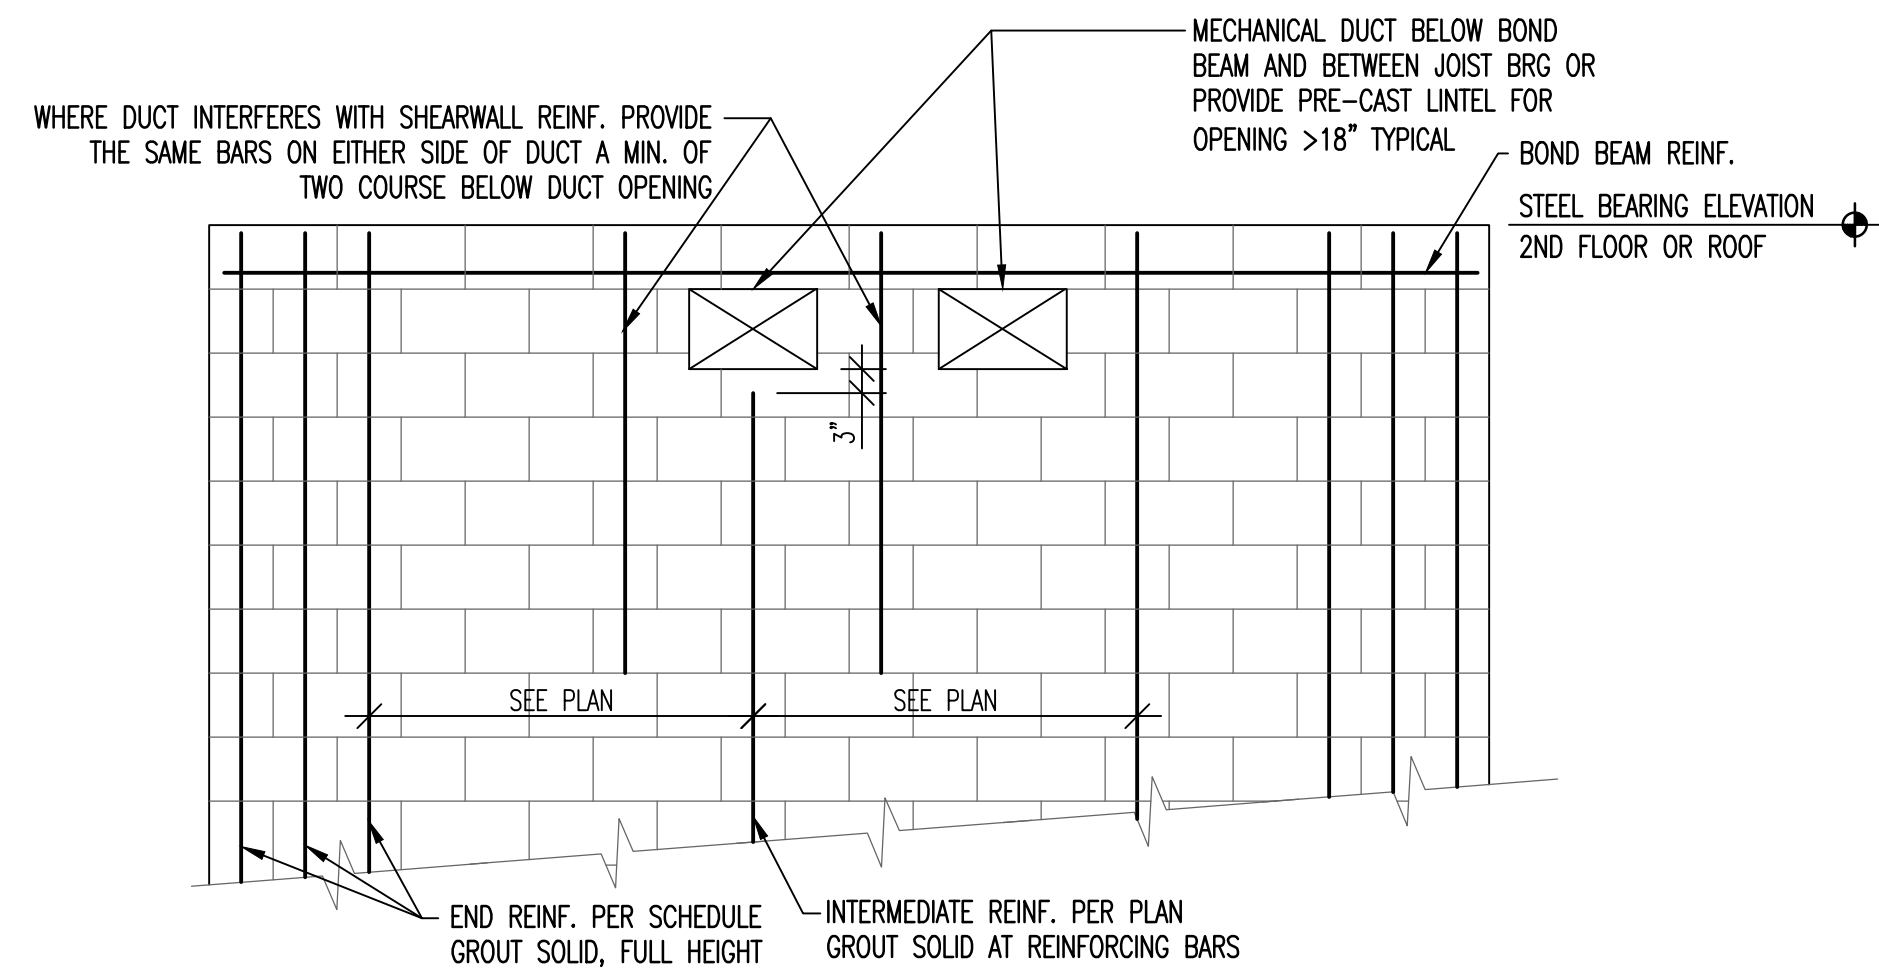 MECHANICAL DUCT BELOW BOND
BEAM AND BETWEEN JOIST BRG OR
PROVIDE PRE-CAST LINTEL FOR
OPENING >18" TYPICAL
WHERE DUCT INTERFERES WITH SHEARWALL REINF. PROVIDE
THE SAME BARS ON EITHER SIDE OF DUCT A MIN. OF
TWO COURSE BELOW DUCT OPENING
BOND BEAM REINF.
STEEL BEARING ELEVATION
2ND FLOOR OR ROOF
3"
SEE PLAN
SEE PLAN
END REINF. PER SCHEDULE
GROUT SOLID, FULL HEIGHT
INTERMEDIATE REINF. PER PLAN
GROUT SOLID AT REINFORCING BARS